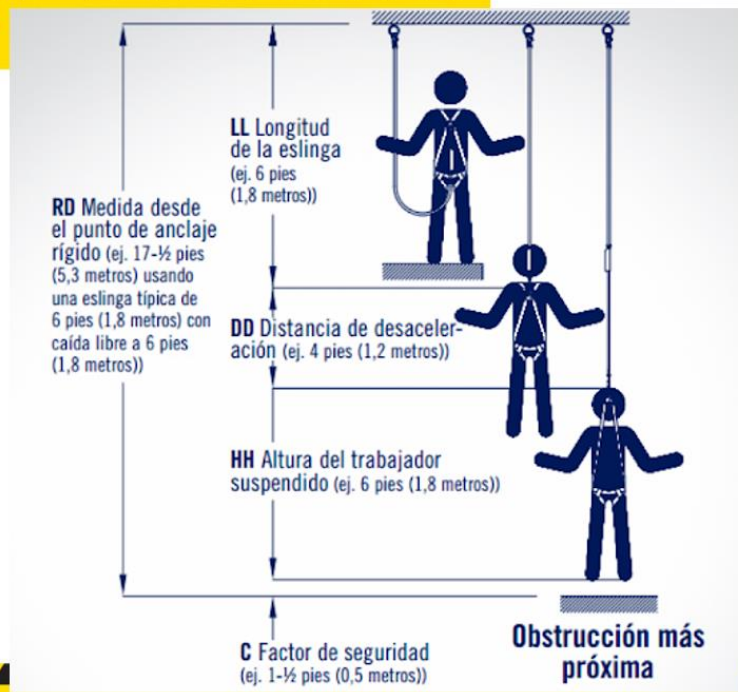 LL Longitud
de la eslinga
(ej. 6 pies
(1,8 metros))
RD Medida desde
el punto de anclaje
rígido (ej. 17-½ pies
(5,3 metros) usando
una eslinga típica de
6 pies (1,8 metros) con
caída libre a 6 pies
(1,8 metros))
DD Distancia de desaceler-
ación (ej. 4 pies (1,2 metros))
HH Altura del trabajador
suspendido (ej. 6 pies (1,8 metros))
C Factor de seguridad
(ej. 1-½ pies (0,5 metros))
Obstrucción más
próxima